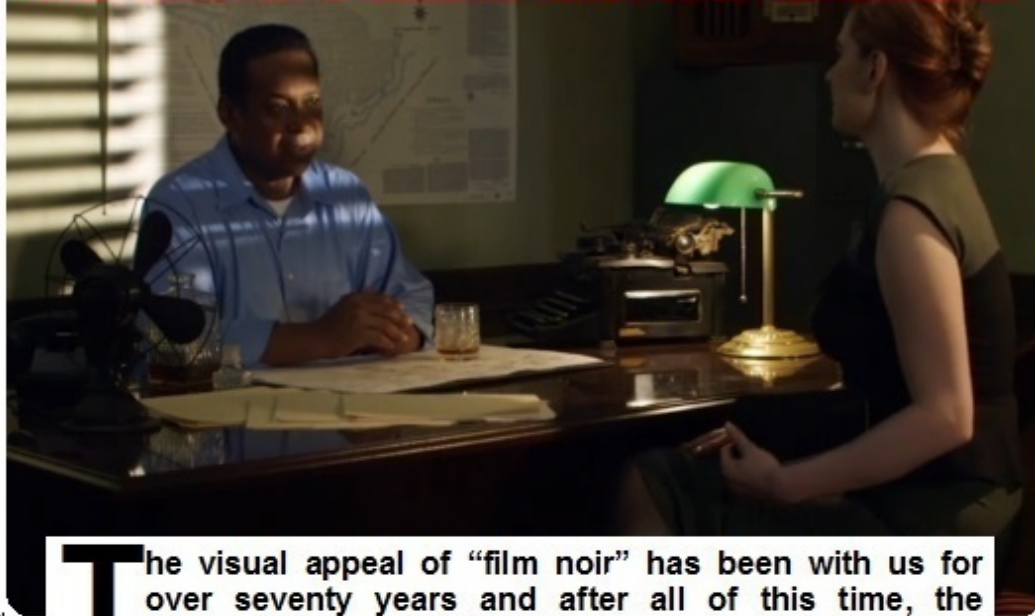 The visual appeal of “film noir” has been with us for
over seventy years and after all of this time, the